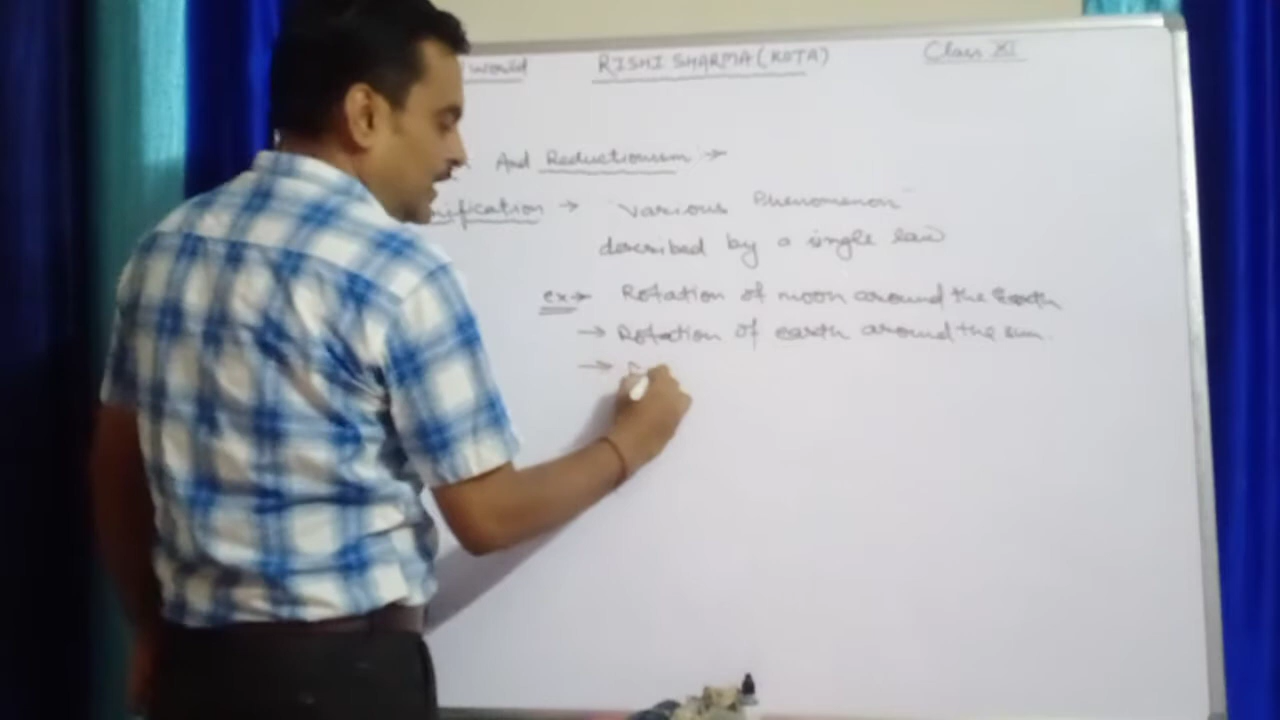 world RISHI SHARMA (KOTA) Class XI
And Reductionism →
nification → Various Phenomenon
described by a single law
ex→ Rotation of moon around the Earth
→ Rotation of earth around the sun.
→